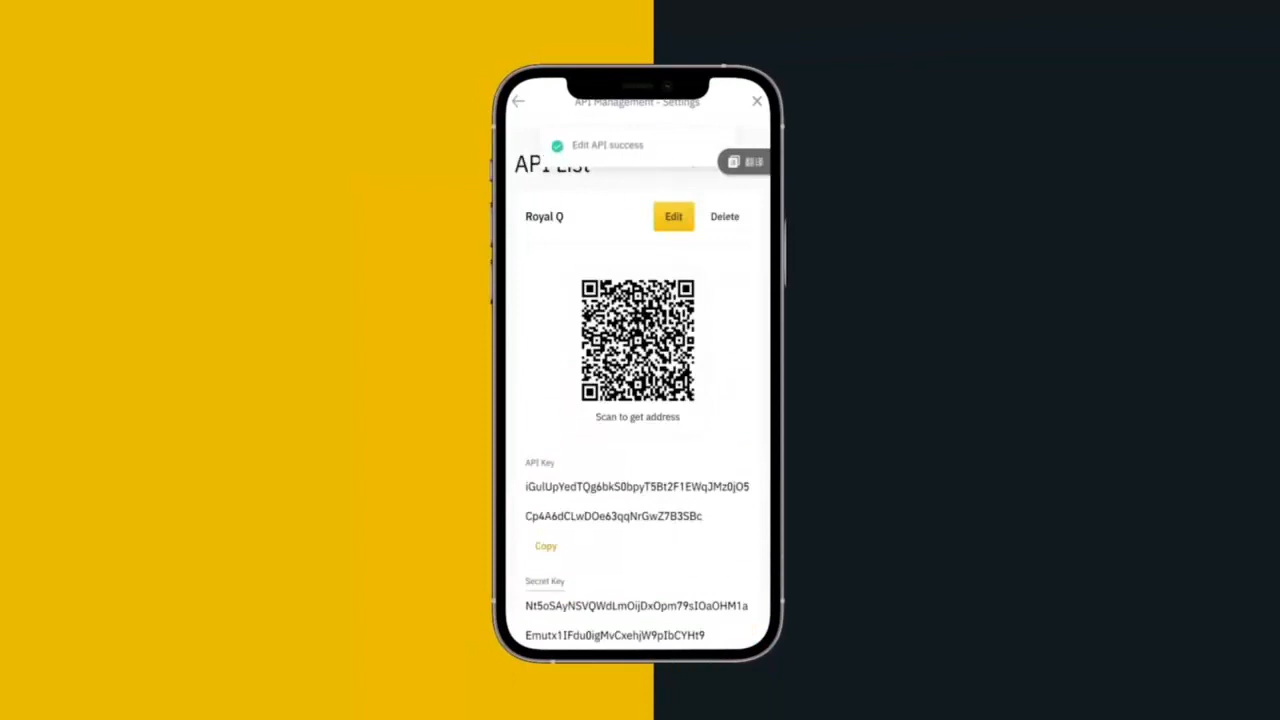 API Management - Settings
Edit API success
API List
Royal Q
Edit
Delete
Scan to get address
API Key
iGulUpYedTQg6bkS0bpyT5Bt2F1EWqJMz0jO5
Cp4A6dCLwDOe63qqNrGwZ7B3SBc
Copy
Secret Key
Nt5oSAyNSVQWdLmOijDxOpm79sIOaOHM1a
Emutx1IFdu0igMvCxehjW9pIbCYHt9